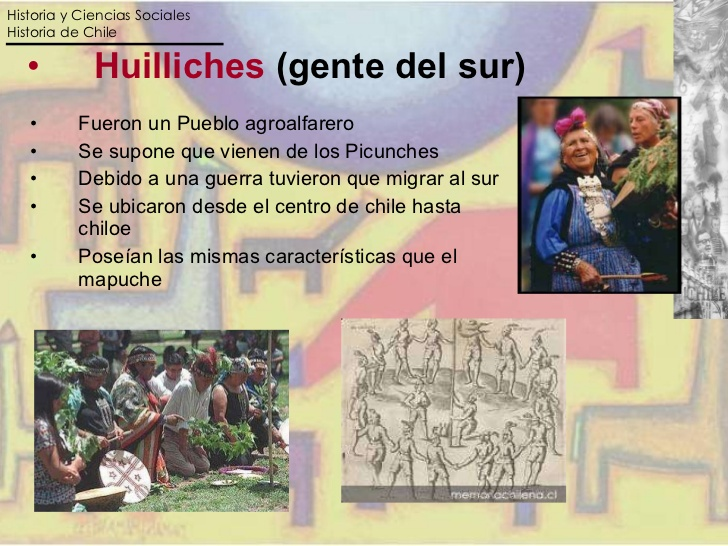 Historia y Ciencias Sociales
Historia de Chile
• Huilliches (gente del sur)
• Fueron un Pueblo agroalfarero
• Se supone que vienen de los Picunches
• Debido a una guerra tuvieron que migrar al sur
• Se ubicaron desde el centro de chile hasta
chiloe
• Poseían las mismas características que el
mapuche
memoriachilena.cl